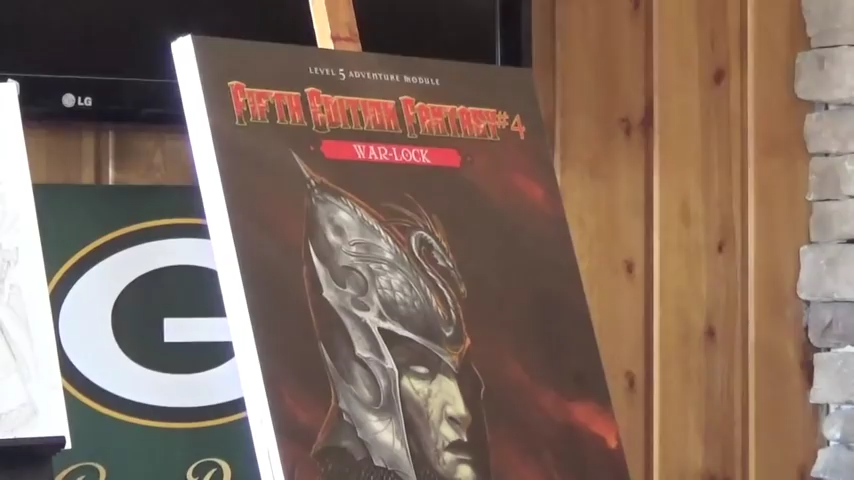 LEVEL 5 ADVENTURE MODULE
FIFTH EDITION FANTASY #4
WAR-LOCK
LG
G